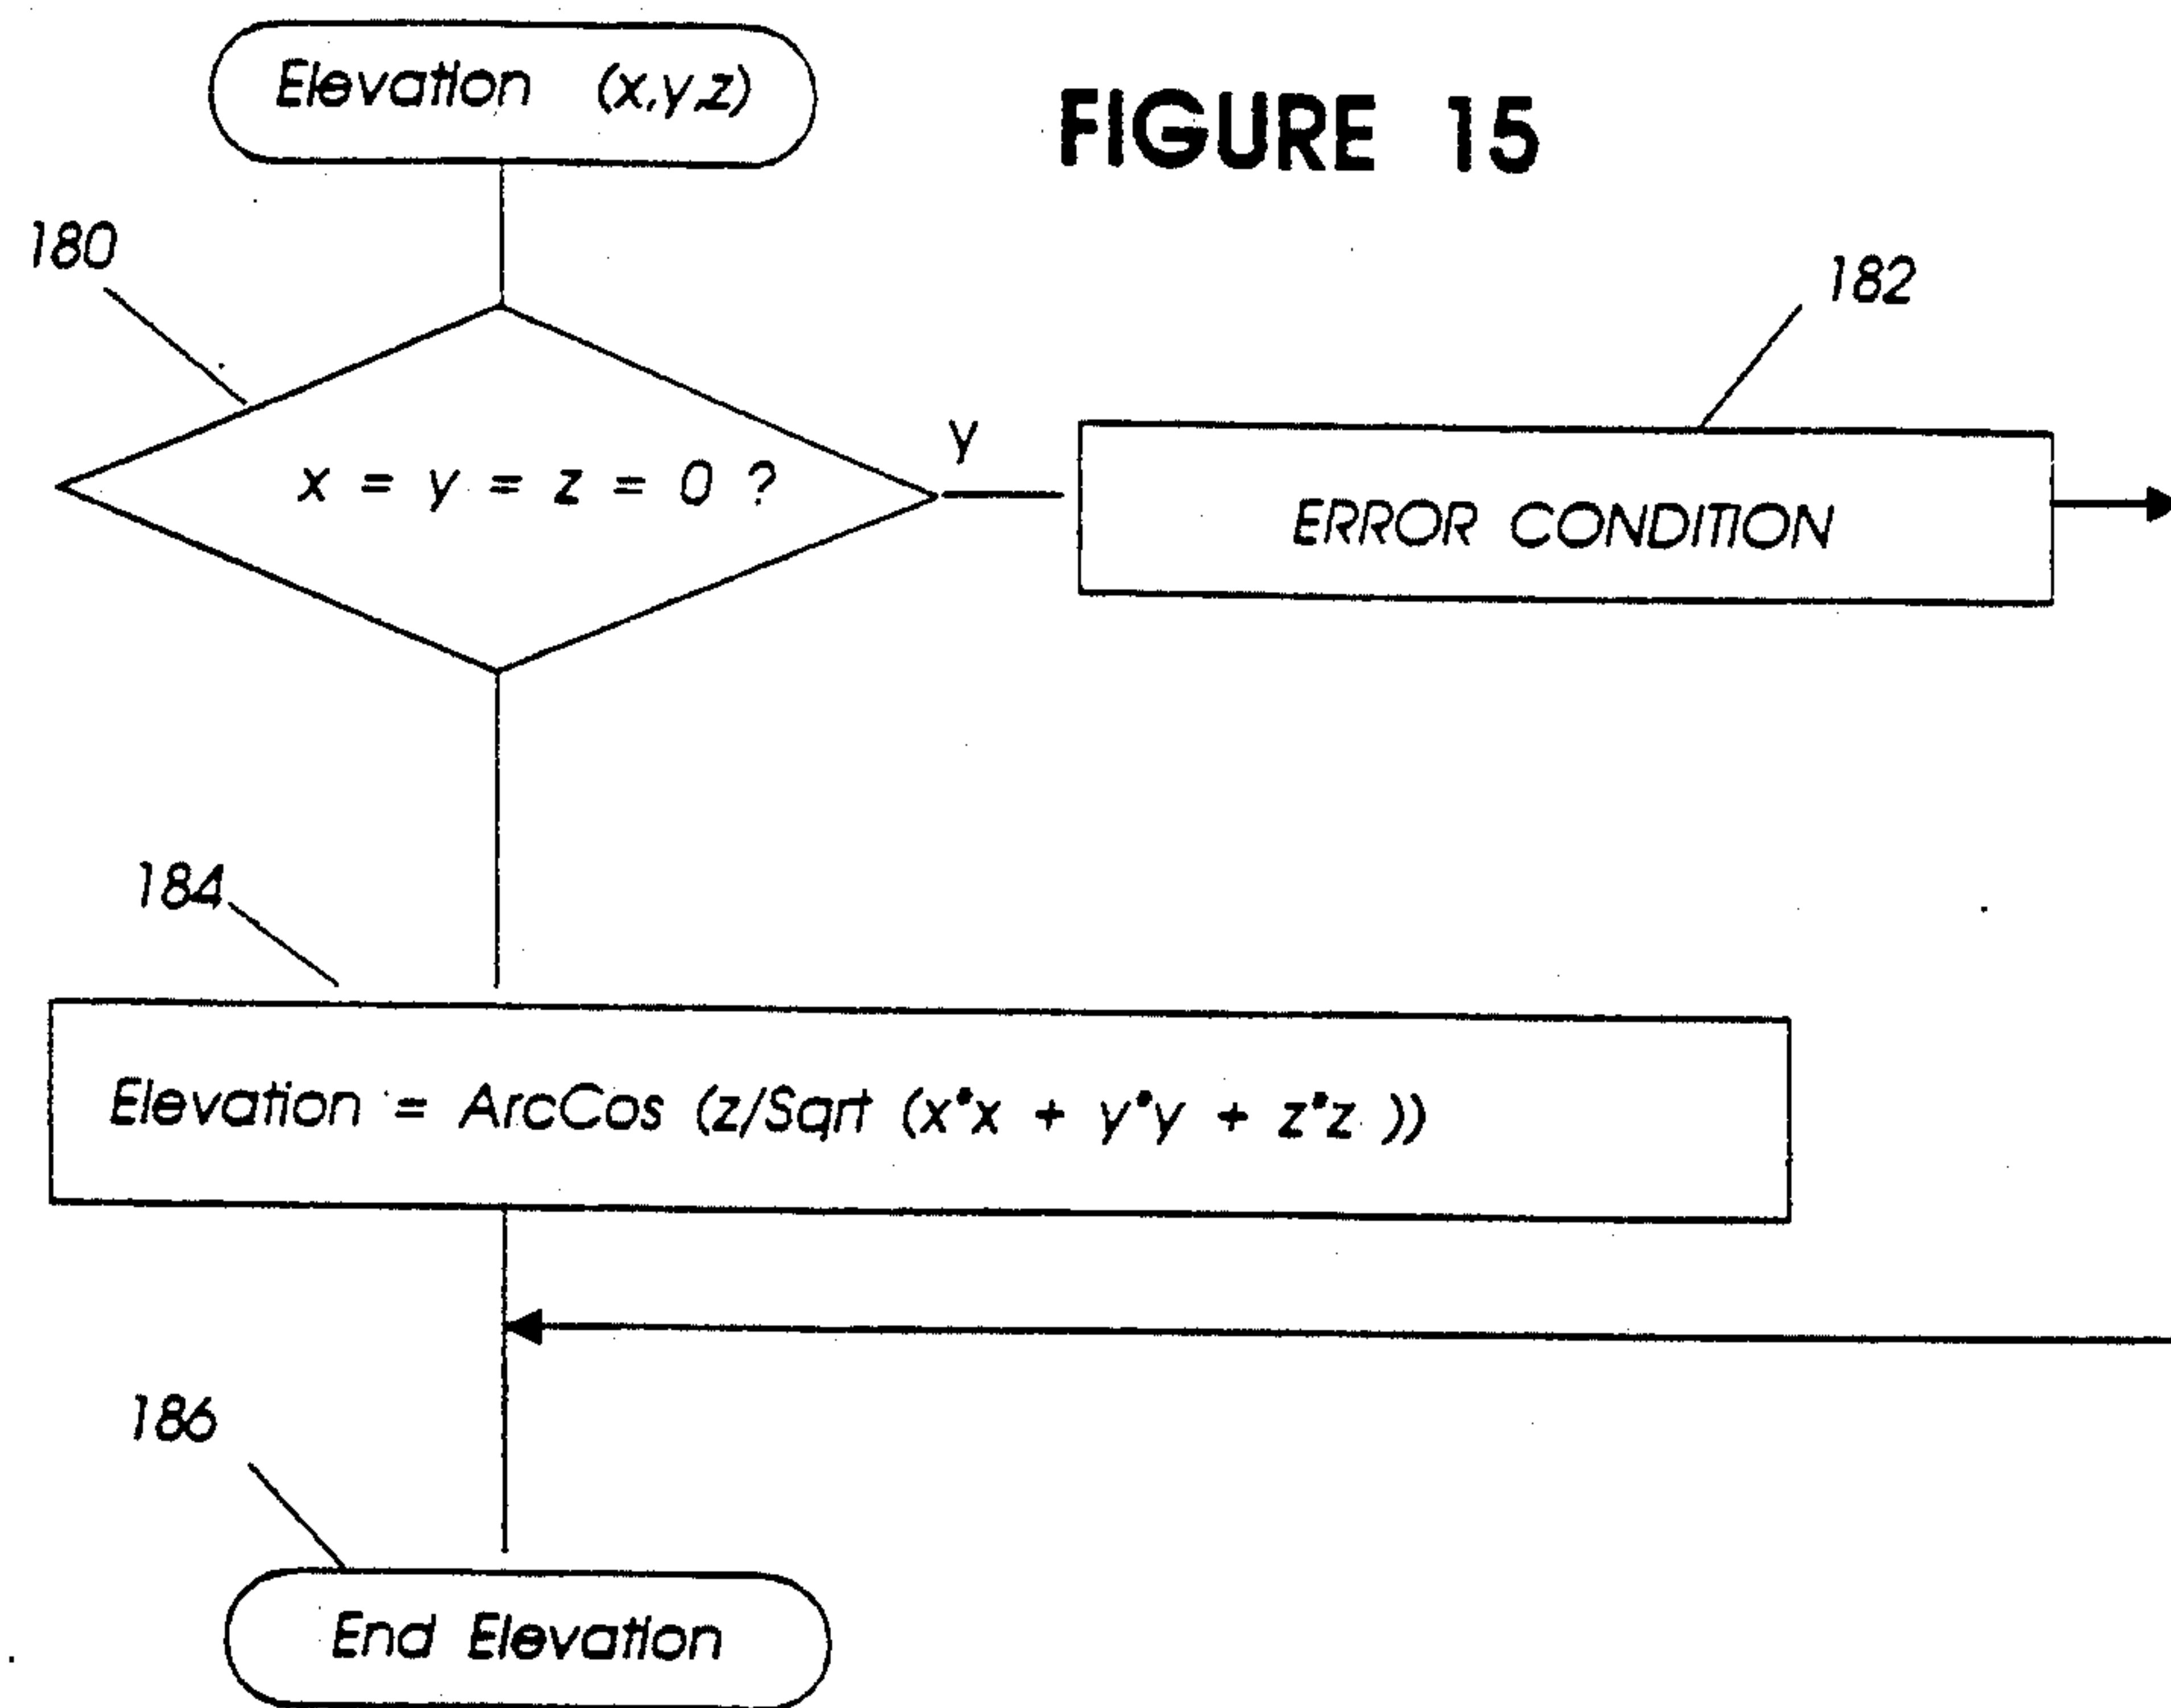 Elevation (x,y,z)
FIGURE 15
180
182
x = y = z = 0 ?
y
ERROR CONDITION
184
Elevation = ArcCos (z/Sqrt (x*x + y*y + z*z ))
186
End Elevation